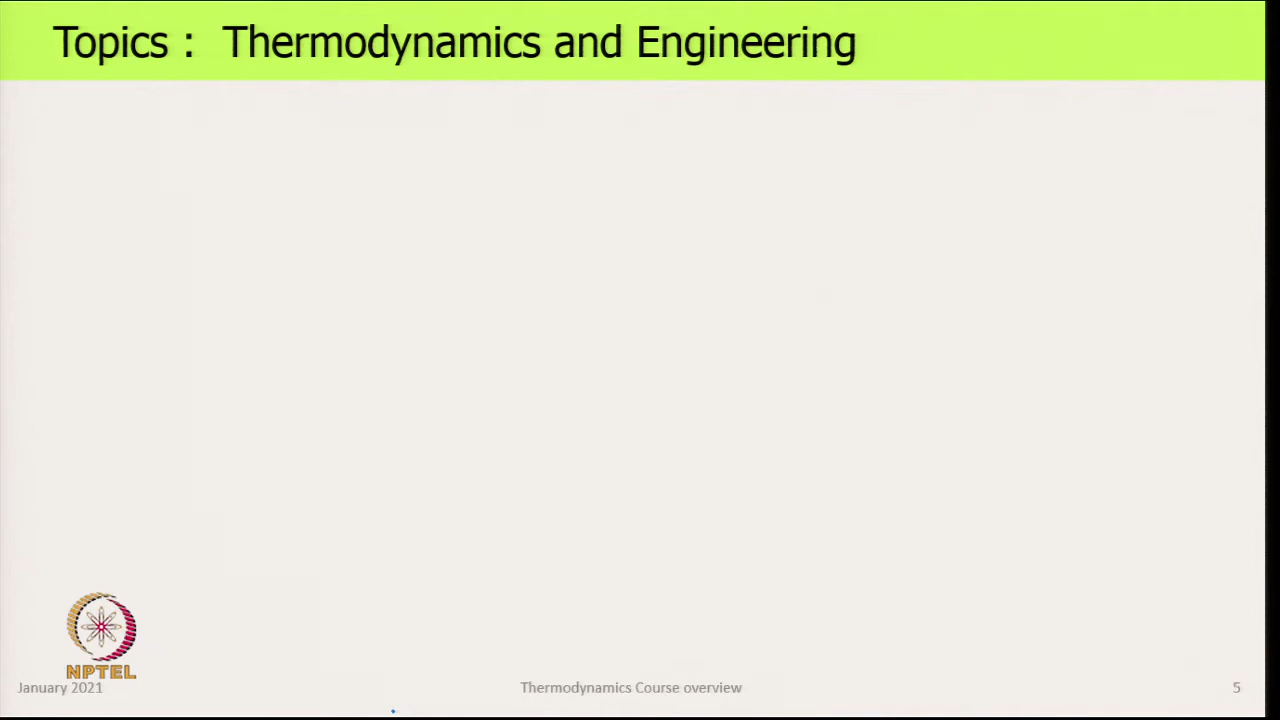 Topics : Thermodynamics and Engineering
NPTEL
January 2021
Thermodynamics Course overview
5